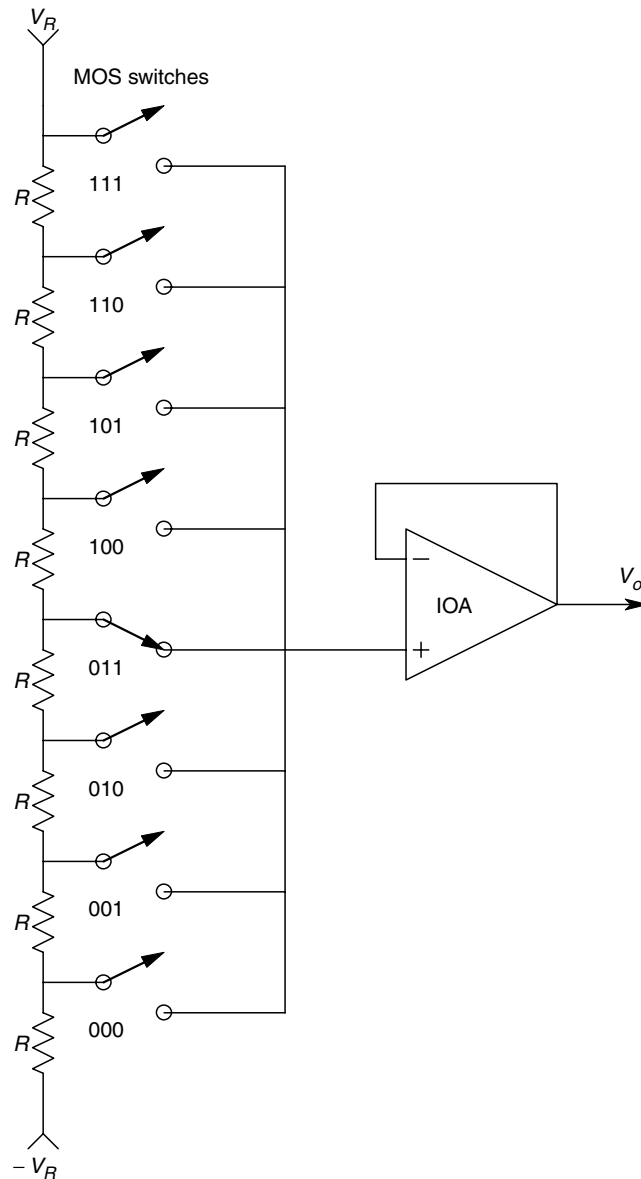 V_R
MOS switches
R
111
R
110
R
101
R
100
R
011
R
010
R
001
R
000
− V_R
−
IOA
+
V_o